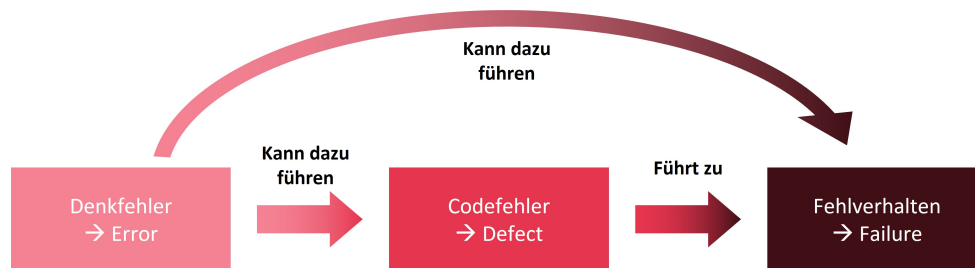 Kann dazu
führen
Kann dazu
führen
Führt zu
Denkfehler
→ Error
Codefehler
→ Defect
Fehlverhalten
→ Failure